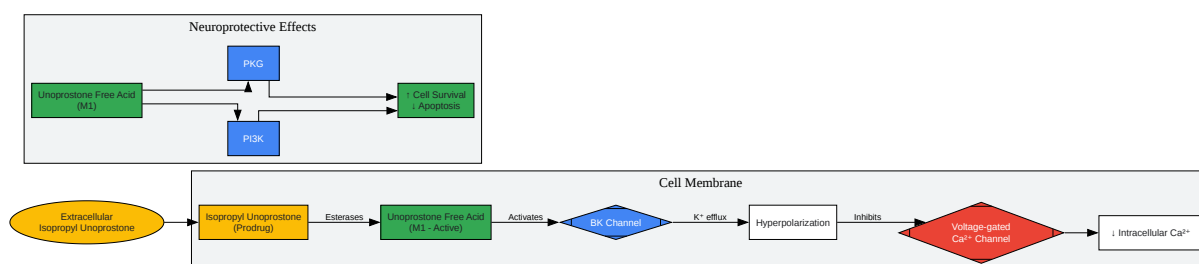 Neuroprotective Effects
PKG
Unoprostone Free Acid
(M1)
↑ Cell Survival
↓ Apoptosis
PI3K
Cell Membrane
Extracellular
Isopropyl Unoprostone
Isopropyl Unoprostone
(Prodrug)
Esterases
Unoprostone Free Acid
(M1 - Active)
Activates
BK Channel
K⁺ efflux
Hyperpolarization
Inhibits
Voltage-gated
Ca²⁺ Channel
↓ Intracellular Ca²⁺